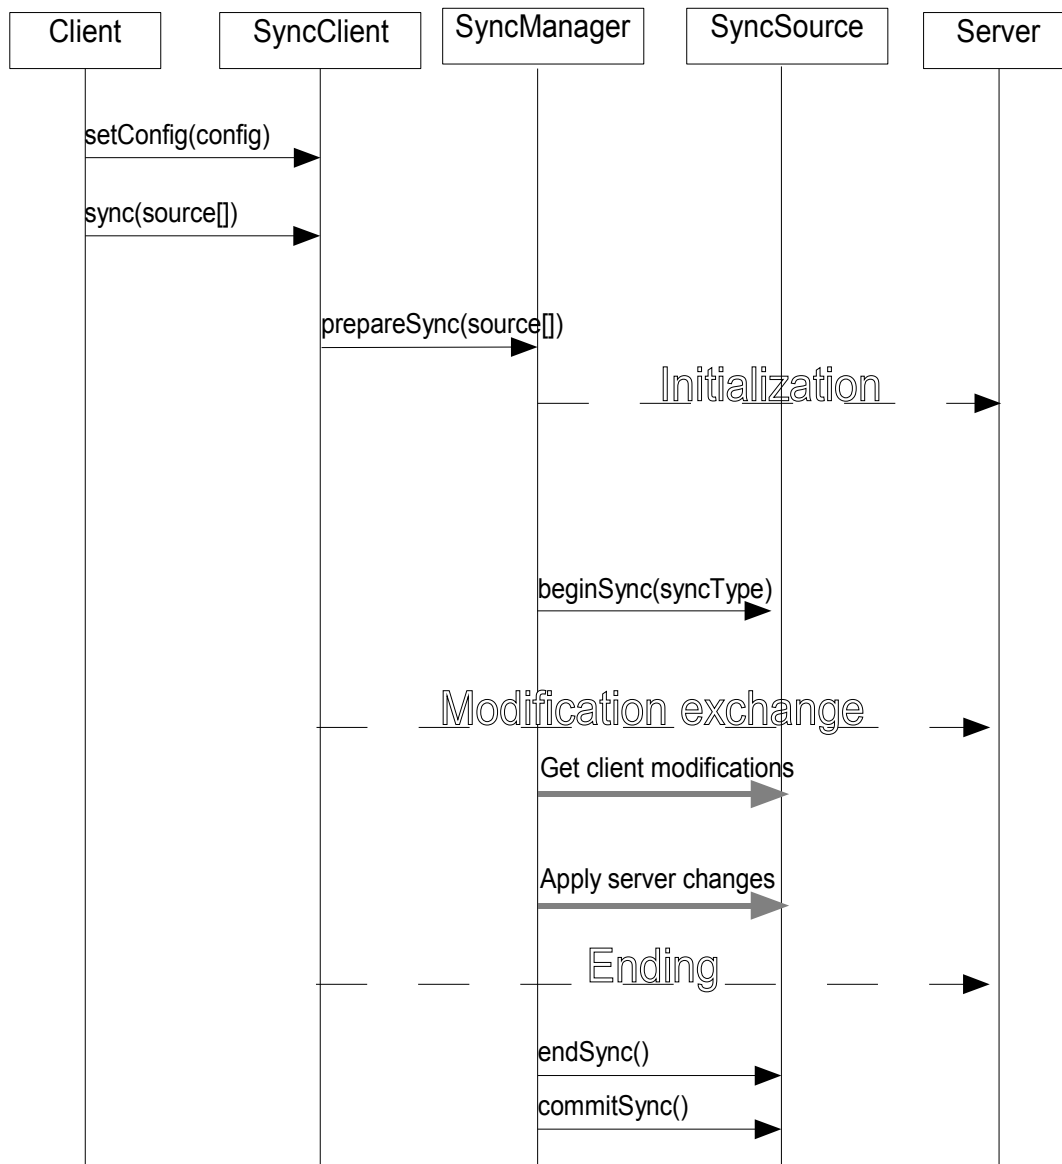 Client
SyncClient
SyncManager
SyncSource
Server
setConfig(config)
sync(source[])
prepareSync(source[])
Initialization
beginSync(syncType)
Modification exchange
Get client modifications
Apply server changes
Ending
endSync()
commitSync()